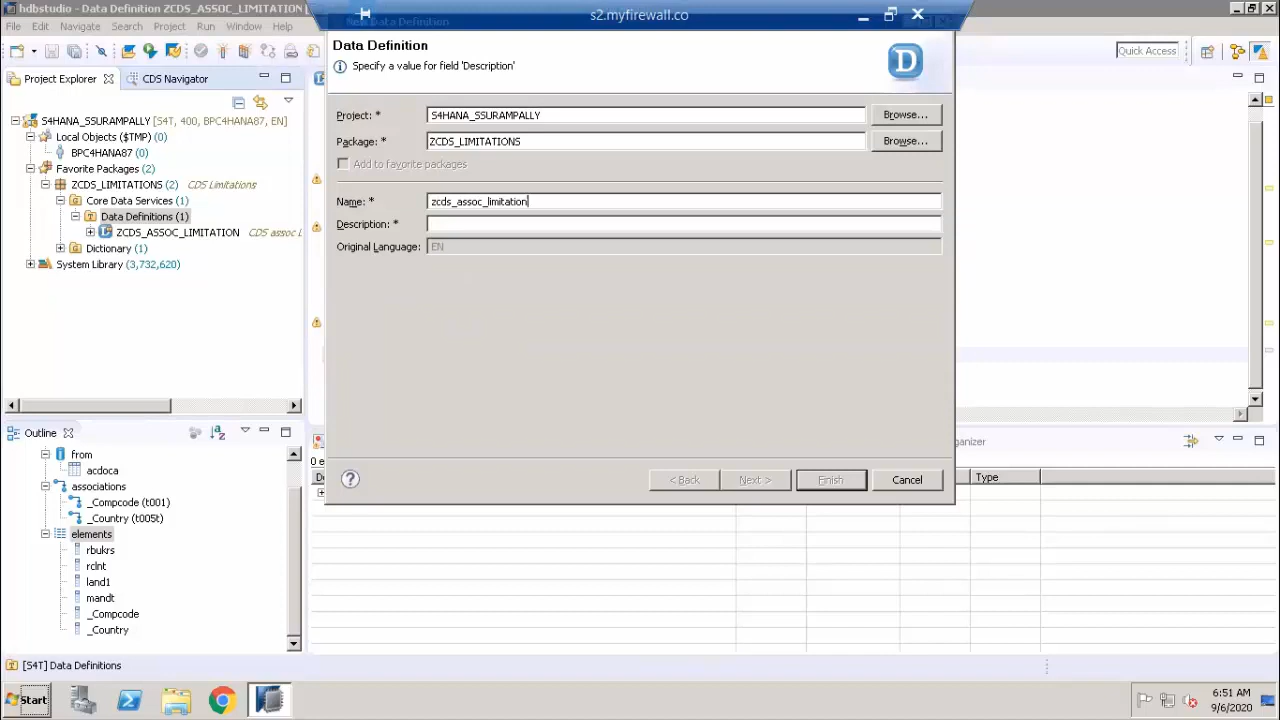 hdbstudio - Data Definition ZCDS_ASSOC_LIMITATION
s2.myfirewall.co
File Edit Navigate Search Project Run Window Help
Quick Access
Project Explorer
CDS Navigator
S4HANA_SSURAMPALLY [S4T, 400, BPC4HANA87, EN]
Local Objects ($TMP) (0)
BPC4HANA87 (0)
Favorite Packages (2)
ZCDS_LIMITATIONS (2) CDS Limitations
Core Data Services (1)
Data Definitions (1)
ZCDS_ASSOC_LIMITATION CDS assoc l
Dictionary (1)
System Library (3,732,620)
Data Definition
Specify a value for field 'Description'
D
Project: * S4HANA_SSURAMPALLY Browse...
Package: * ZCDS_LIMITATIONS Browse...
Add to favorite packages
Name: * zcds_assoc_limitation
Description: *
Original Language: EN
? < Back Next > Finish Cancel
Outline
from
acdoca
associations
_Compcode (t001)
_Country (t005t)
elements
rbukrs
rclnt
land1
mandt
_Compcode
_Country
ganizer
0 e
Type
[S4T] Data Definitions
Start
6:51 AM
9/6/2020